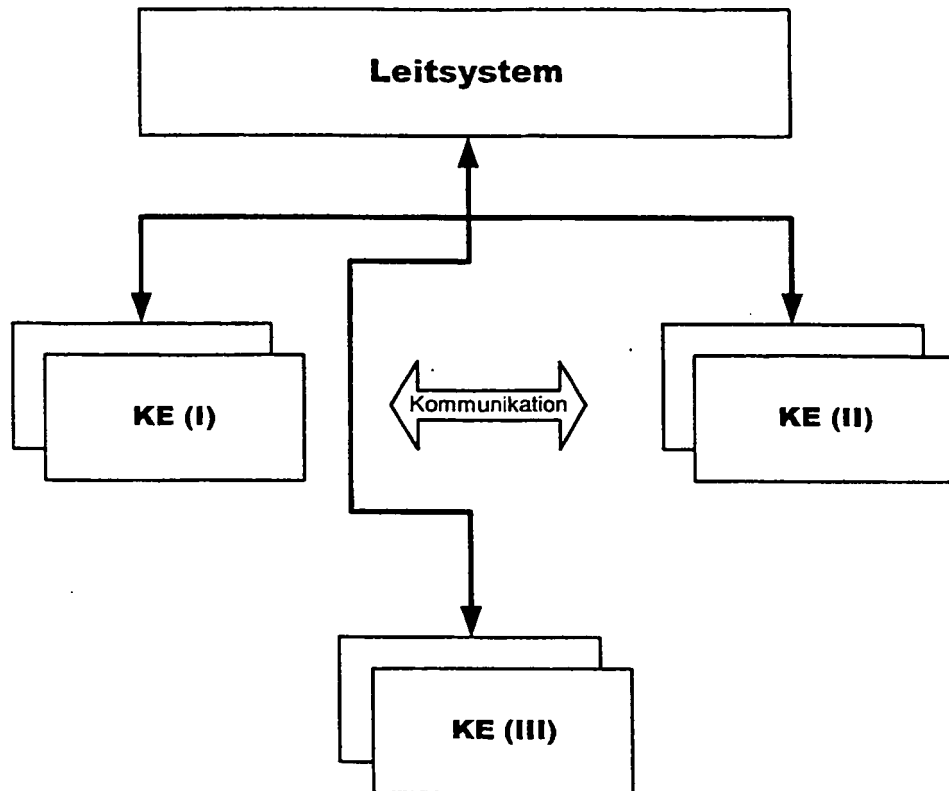 Leitsystem
KE (I)
Kommunikation
KE (II)
KE (III)